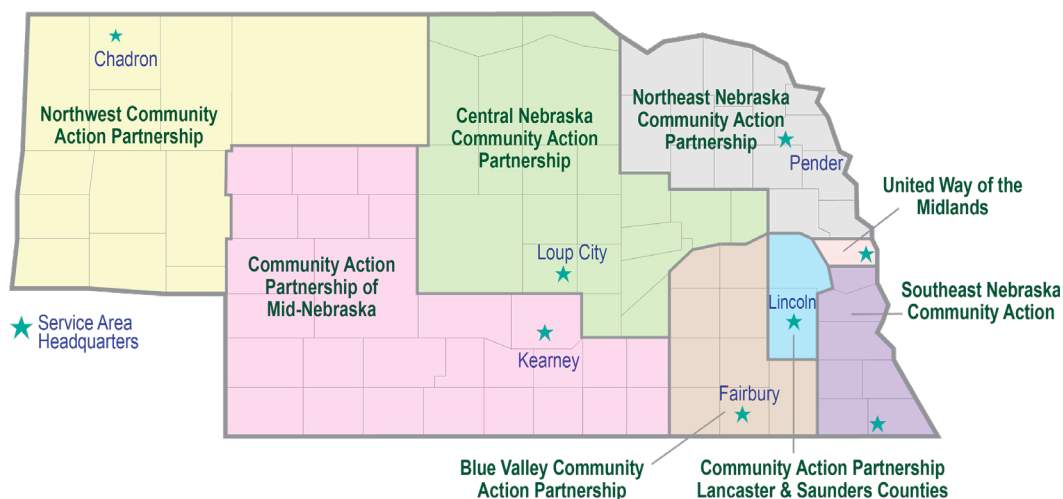 Chadron
Northwest Community
Action Partnership
Central Nebraska
Community Action
Partnership
Northeast Nebraska
Community Action
Partnership
Pender
United Way of the
Midlands
Loup City
Community Action
Partnership of
Mid-Nebraska
Lincoln
Southeast Nebraska
Community Action
Service Area
Headquarters
Kearney
Fairbury
Blue Valley Community
Action Partnership
Community Action Partnership
Lancaster & Saunders Counties